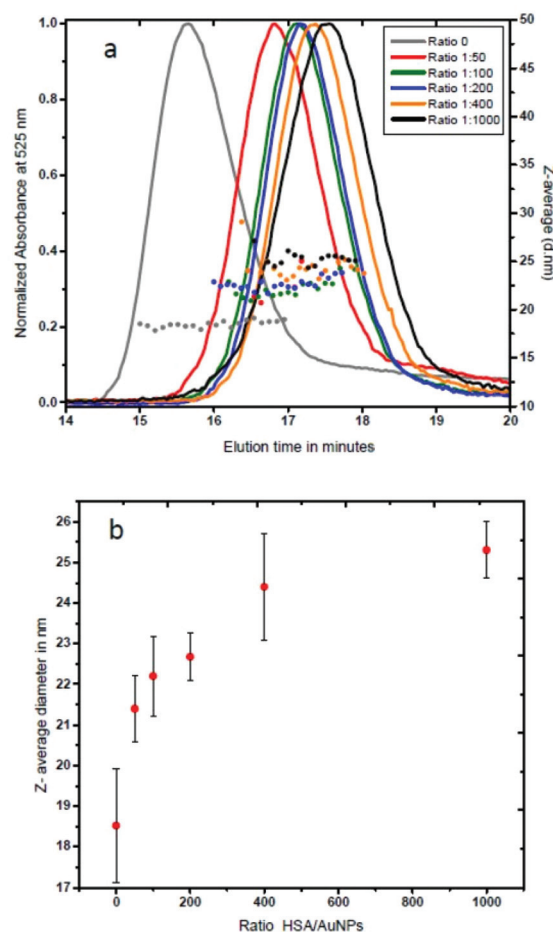 a
Ratio 0
Ratio 1:50
Ratio 1:100
Ratio 1:200
Ratio 1:400
Ratio 1:1000
Normalized Absorbance at 525 nm
1.0
0.8
0.6
0.4
0.2
0.0
50
45
40
35
30
25
20
15
10
Z-average (d.nm)
14 15 16 17 18 19 20
Elution time in minutes
b
Z- average diameter in nm
26
25
24
23
22
21
20
19
18
17
0 200 400 600 800 1000
Ratio HSA/AuNPs